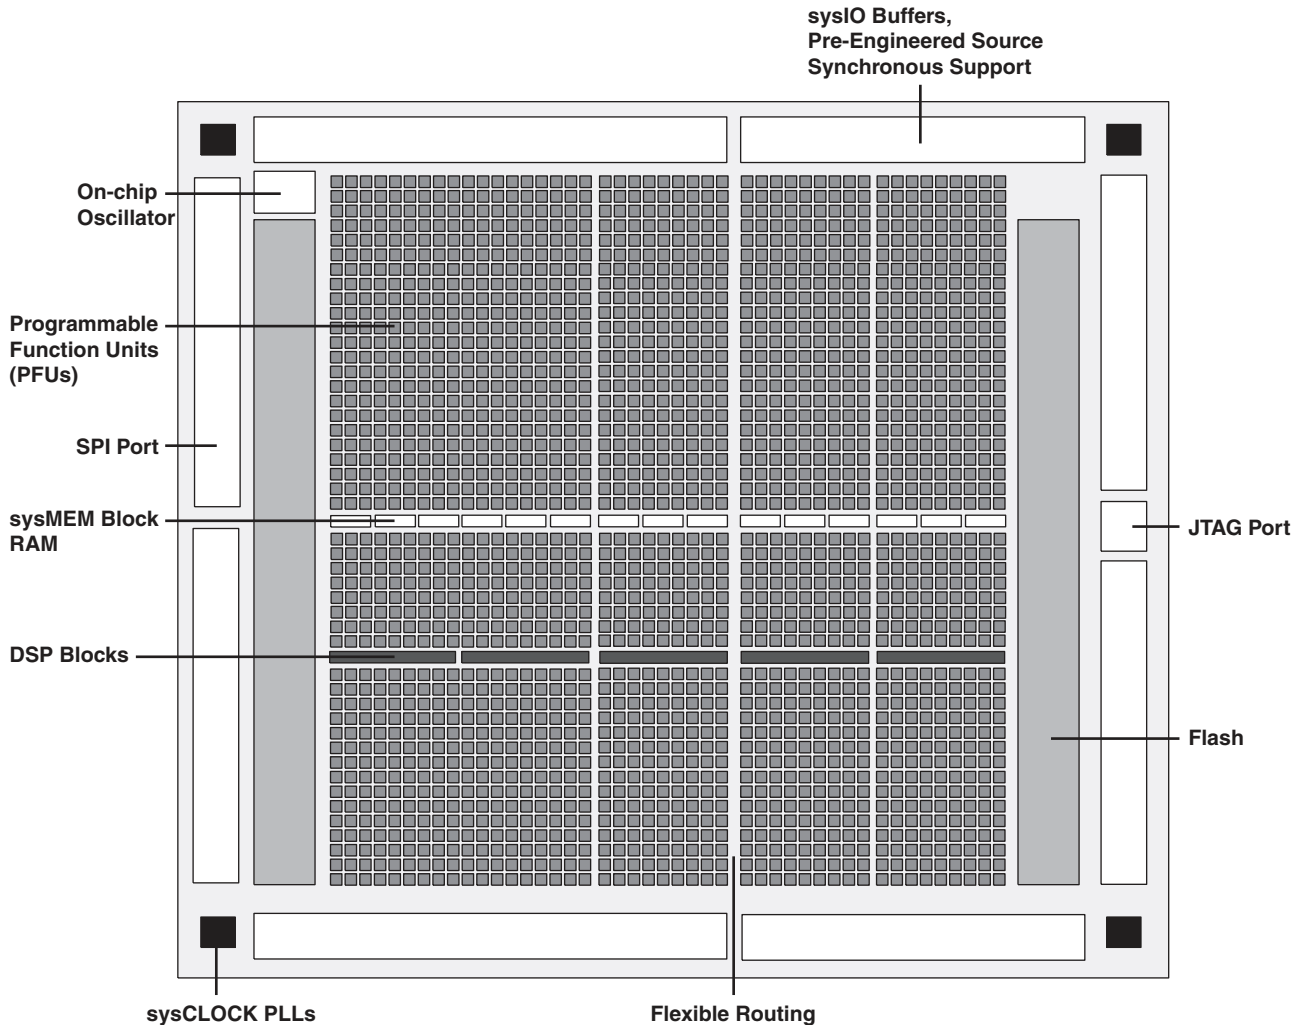 sysIO Buffers,
Pre-Engineered Source
Synchronous Support
On-chip
Oscillator
Programmable
Function Units
(PFUs)
SPI Port
sysMEM Block
RAM
JTAG Port
DSP Blocks
Flash
sysCLOCK PLLs
Flexible Routing